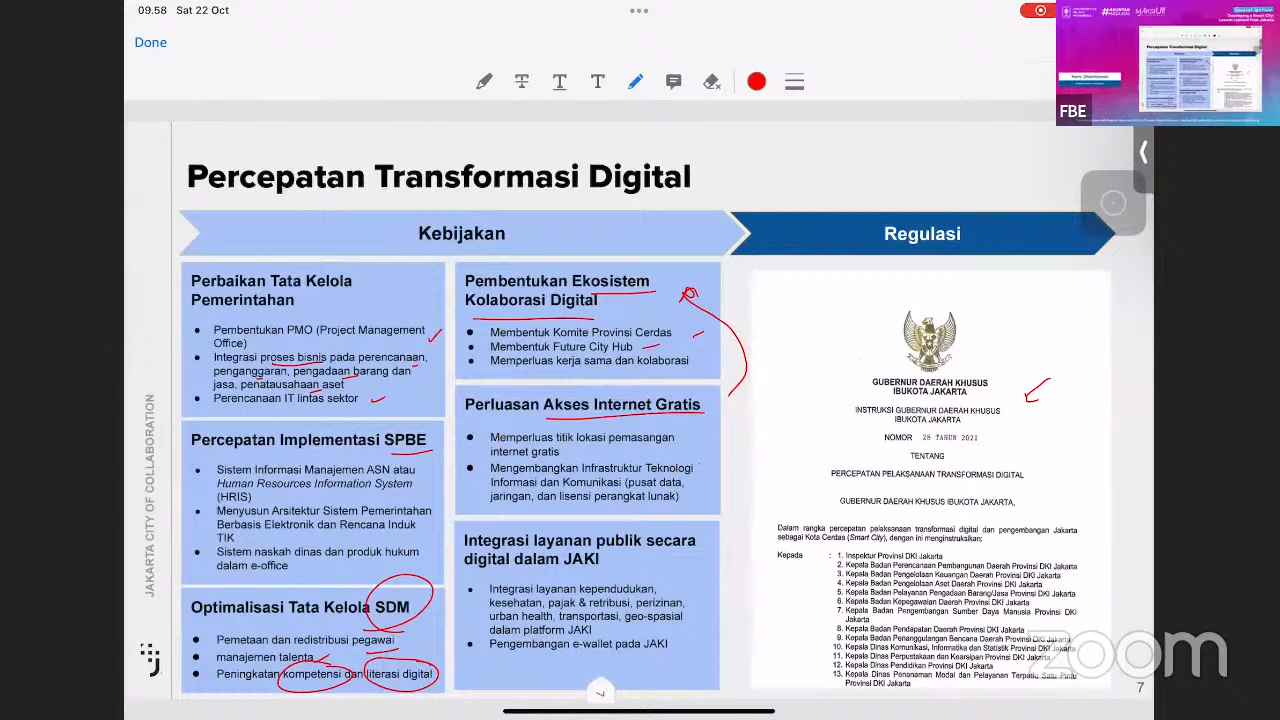 09.58 Sat 22 Oct
Done
FBE
Percepatan Transformasi Digital
Kebijakan
Regulasi
Perbaikan Tata Kelola
Pemerintahan
Pembentukan PMO (Project Management
Office)
Integrasi proses bisnis pada perencanaan,
penganggaran, pengadaan barang dan
jasa, penatausahaan aset
Perencanaan IT lintas sektor
Percepatan Implementasi SPBE
Sistem Informasi Manajemen ASN atau
Human Resources Information System
(HRIS)
Menyusun Arsitektur Sistem Pemerintahan
Berbasis Elektronik dan Rencana Induk
TIK
Sistem naskah dinas dan produk hukum
dalam e-office
Optimalisasi Tata Kelola SDM
Pemetaan dan redistribusi pegawai
manajemen talenta
Peningkatan kompetensi dan literasi digital
Pembentukan Ekosistem
Kolaborasi Digital
Membentuk Komite Provinsi Cerdas
Membentuk Future City Hub
Memperluas kerja sama dan kolaborasi
Perluasan Akses Internet Gratis
Memperluas titik lokasi pemasangan
internet gratis
Mengembangkan Infrastruktur Teknologi
Informasi dan Komunikasi (pusat data,
jaringan, dan lisensi perangkat lunak)
Integrasi layanan publik secara
digital dalam JAKI
Integrasi layanan kependudukan,
kesehatan, pajak & retribusi, perizinan,
urban health, transportasi, geo-spasial
dalam platform JAKI
Pengembangan e-wallet pada JAKI
GUBERNUR DAERAH KHUSUS
IBUKOTA JAKARTA
INSTRUKSI GUBERNUR DAERAH KHUSUS
IBUKOTA JAKARTA
NOMOR 28 TAHUN 2021
TENTANG
PERCEPATAN PELAKSANAAN TRANSFORMASI DIGITAL
GUBERNUR DAERAH KHUSUS IBUKOTA JAKARTA,
Dalam rangka percepatan pelaksanaan transformasi digital dan pengembangan Jakarta
sebagai Kota Cerdas (Smart City), dengan ini menginstruksikan:
Kepada : 1. Inspektur Provinsi DKI Jakarta
2. Kepala Badan Perencanaan Pembangunan Daerah Provinsi DKI Jakarta
3. Kepala Badan Pengelolaan Keuangan Daerah Provinsi DKI Jakarta
4. Kepala Badan Pengelolaan Aset Daerah Provinsi DKI Jakarta
5. Kepala Badan Pelayanan Pengadaan Barang/Jasa Provinsi DKI Jakarta
6. Kepala Badan Kepegawaian Daerah Provinsi DKI Jakarta
7. Kepala Badan Pengembangan Sumber Daya Manusia Provinsi DKI
Jakarta
8. Kepala Badan Pendapatan Daerah Provinsi DKI Jakarta
9. Kepala Badan Penanggulangan Bencana Daerah Provinsi DKI Jakarta
10. Kepala Dinas Komunikasi, Informatika dan Statistik Provinsi DKI Jakarta
11. Kepala Dinas Perpustakaan dan Kearsipan Provinsi DKI Jakarta
12. Kepala Dinas Pendidikan Provinsi DKI Jakarta
13. Kepala Dinas Penanaman Modal dan Pelayanan Terpadu Satu Pintu
Provinsi DKI Jakarta
JAKARTA CITY OF COLLABORATION
zoom
7